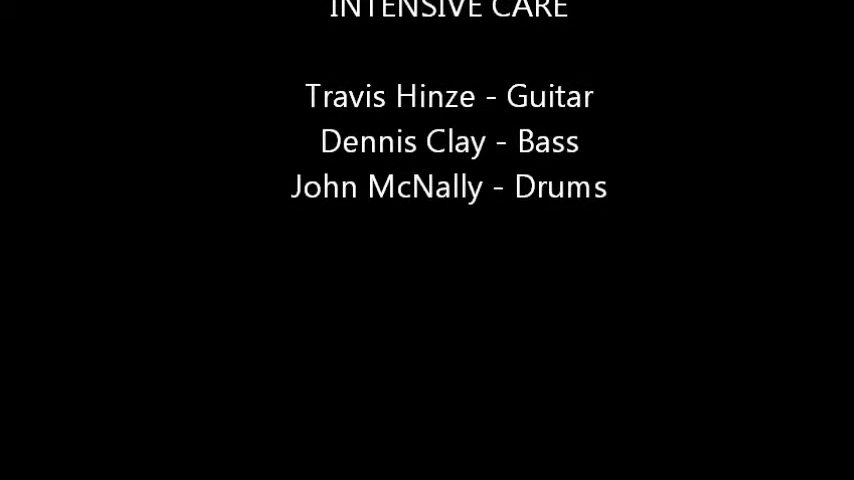 INTENSIVE CARE
Travis Hinze - Guitar
Dennis Clay - Bass
John McNally - Drums